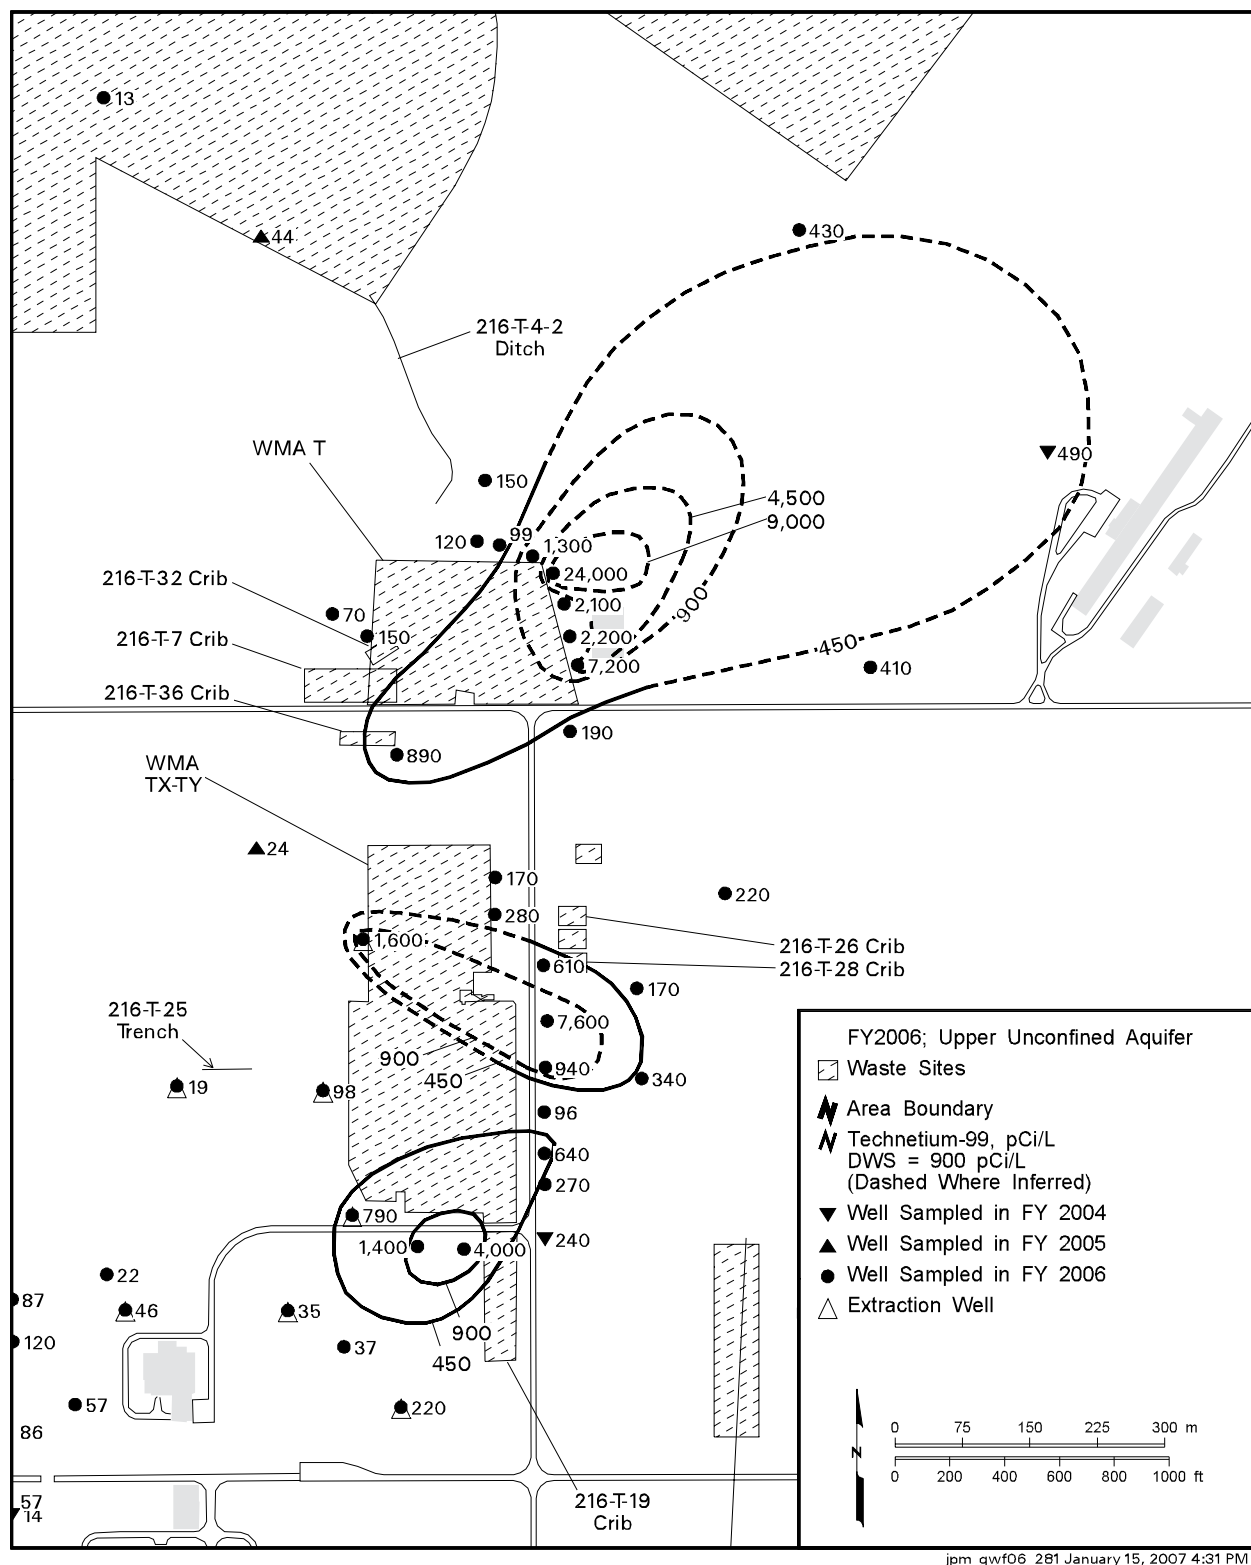 13
44
430
216-T-4-2
Ditch
490
WMA T
150
4,500
9,000
120
99
1,300
24,000
216-T-32 Crib
2,100
900
70
150
2,200
216-T-7 Crib
450
7,200
410
216-T-36 Crib
190
890
WMA
TX-TY
24
170
220
280
1,600
216-T-26 Crib
610
216-T-28 Crib
170
216-T-25
Trench
7,600
900
940
450
340
19
98
96
640
270
790
1,400
4,000
240
22
87
46
35
120
900
37
450
57
220
86
57
14
216-T-19
Crib
FY2006; Upper Unconfined Aquifer
Waste Sites
Area Boundary
Technetium-99, pCi/L
DWS = 900 pCi/L
(Dashed Where Inferred)
Well Sampled in FY 2004
Well Sampled in FY 2005
Well Sampled in FY 2006
Extraction Well
0 75 150 225 300 m
N
0 200 400 600 800 1000 ft
jpm_gwf06_281 January 15, 2007 4:31 PM